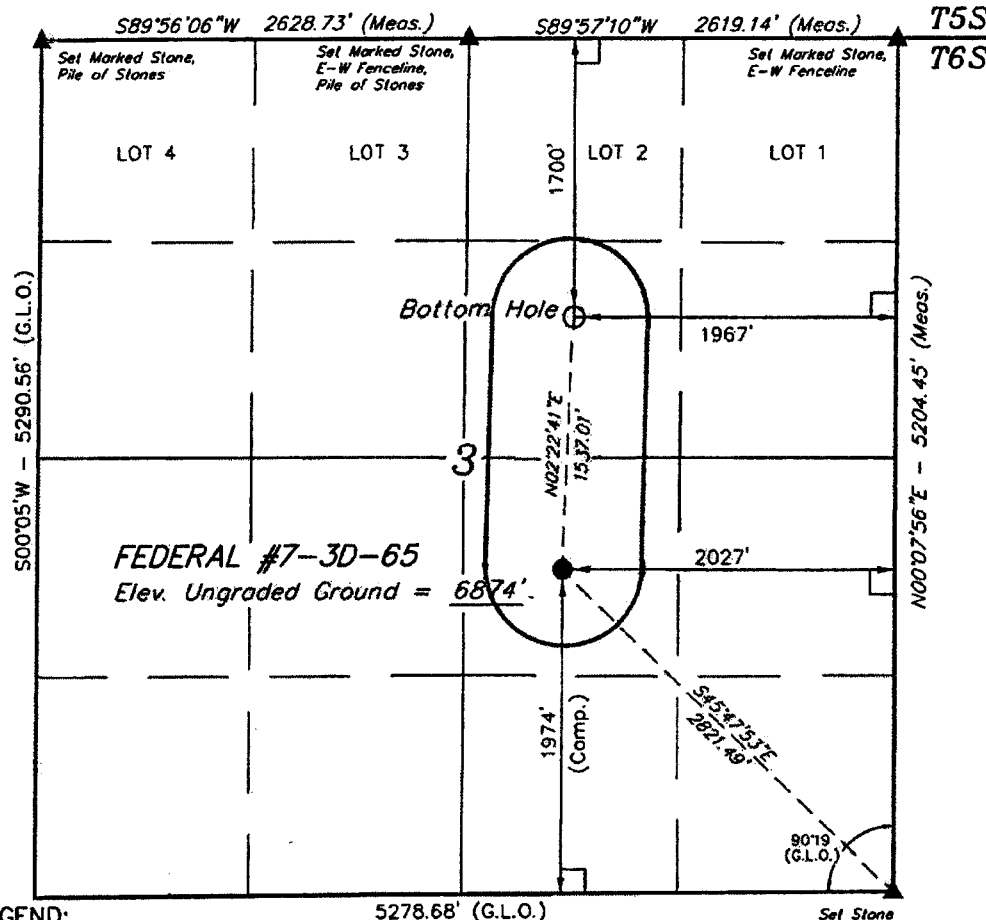 S89°56'06"W 2628.73' (Meas.) S89°57'10"W 2619.14' (Meas.) T5S
T6S
Set Marked Stone,
Pile of Stones
Set Marked Stone,
E-W Fenceline,
Pile of Stones
Set Marked Stone,
E-W Fenceline
LOT 4
LOT 3
LOT 2
LOT 1
1700'
Bottom Hole
1967'
S00°05'W - 5290.56' (G.L.O.)
N00°07'56"E - 5204.45' (Meas.)
N02°22'41"E
1537.01'
3
FEDERAL #7-3D-65
Elev. Ungraded Ground = 6874'
2027'
1974'
(Comp.)
S45°47'53"E
2821.49'
90°19
(G.L.O.)
GEND:
5278.68' (G.L.O.)
Set Stone